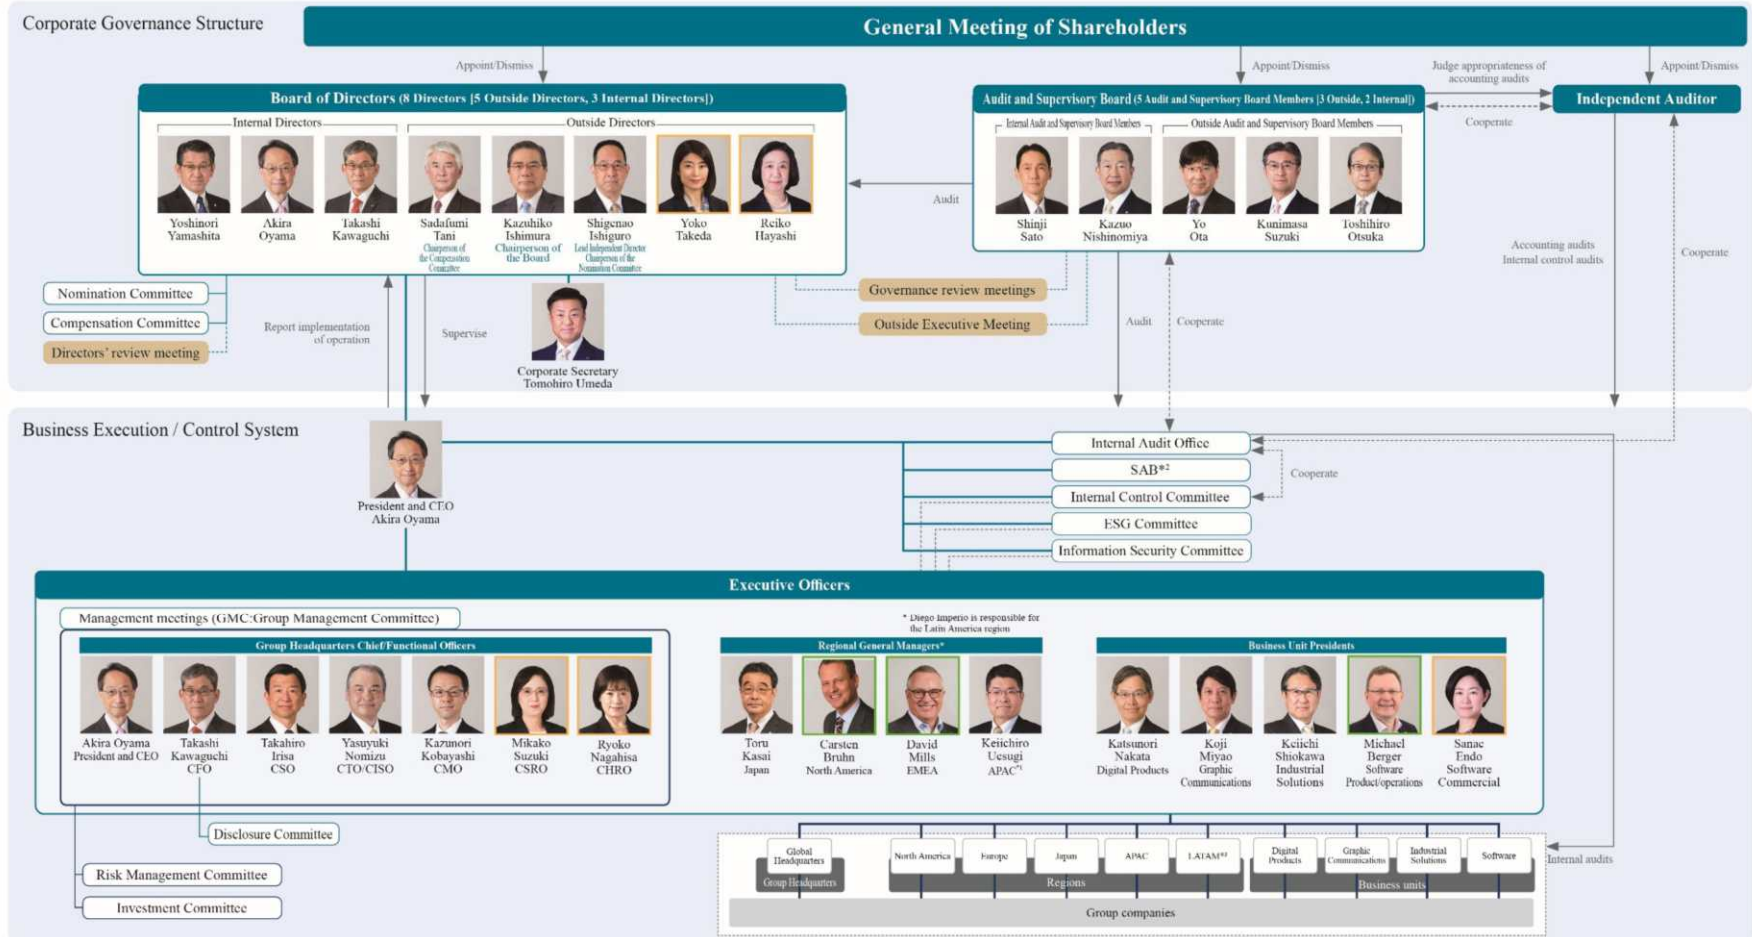 Corporate Governance Structure
General Meeting of Shareholders
Appoint/Dismiss
Appoint/Dismiss
Judge appropriateness of
accounting audits
Appoint/Dismiss
Board of Directors (8 Directors [5 Outside Directors, 3 Internal Directors])
Audit and Supervisory Board (5 Audit and Supervisory Board Members [3 Outside, 2 Internal])
Independent Auditor
Cooperate
Internal Directors
Outside Directors
Internal Audit and Supervisory Board Members
Outside Audit and Supervisory Board Members
Yoshinori
Yamashita
Akira
Oyama
Takashi
Kawaguchi
Sadafumi
Tani
Chairperson of
the Compensation
Committee
Kazuhiko
Ishimura
Chairperson of
the Board
Shigenao
Ishiguro
Lead Independent Director
Chairperson of the
Nomination Committee
Yoko
Takeda
Reiko
Hayashi
Audit
Shinji
Sato
Kazuo
Nishinomiya
Yo
Ota
Kunimasa
Suzuki
Toshihiro
Otsuka
Accounting audits
Internal control audits
Cooperate
Nomination Committee
Compensation Committee
Directors' review meeting
Report implementation
of operation
Supervise
Corporate Secretary
Tomohiro Umeda
Governance review meetings
Outside Executive Meeting
Audit
Cooperate
Business Execution / Control System
President and CEO
Akira Oyama
Internal Audit Office
SAB*2
Internal Control Committee
ESG Committee
Information Security Committee
Cooperate
Executive Officers
Management meetings (GMC:Group Management Committee)
* Diego Imperio is responsible for
the Latin America region
Group Headquarters Chief/Functional Officers
Regional General Managers*
Business Unit Presidents
Akira Oyama
President and CEO
Takashi
Kawaguchi
CFO
Takahiro
Irisa
CSO
Yasuyuki
Nomizu
CTO/CISO
Kazunori
Kobayashi
CMO
Mikako
Suzuki
CSRO
Ryoko
Nagahisa
CHRO
Toru
Kasai
Japan
Carsten
Bruhn
North America
David
Mills
EMEA
Keiichiro
Uesugi
APAC*1
Katsunori
Nakata
Digital Products
Koji
Miyao
Graphic
Communications
Keiichi
Shiokawa
Industrial
Solutions
Michael
Berger
Software
Product/operations
Sanae
Endo
Software
Commercial
Disclosure Committee
Risk Management Committee
Investment Committee
Global
Headquarters
Group Headquarters
North America
Europe
Japan
APAC
LATAM*3
Regions
Digital
Products
Graphic
Communications
Industrial
Solutions
Software
Business units
Internal audits
Group companies